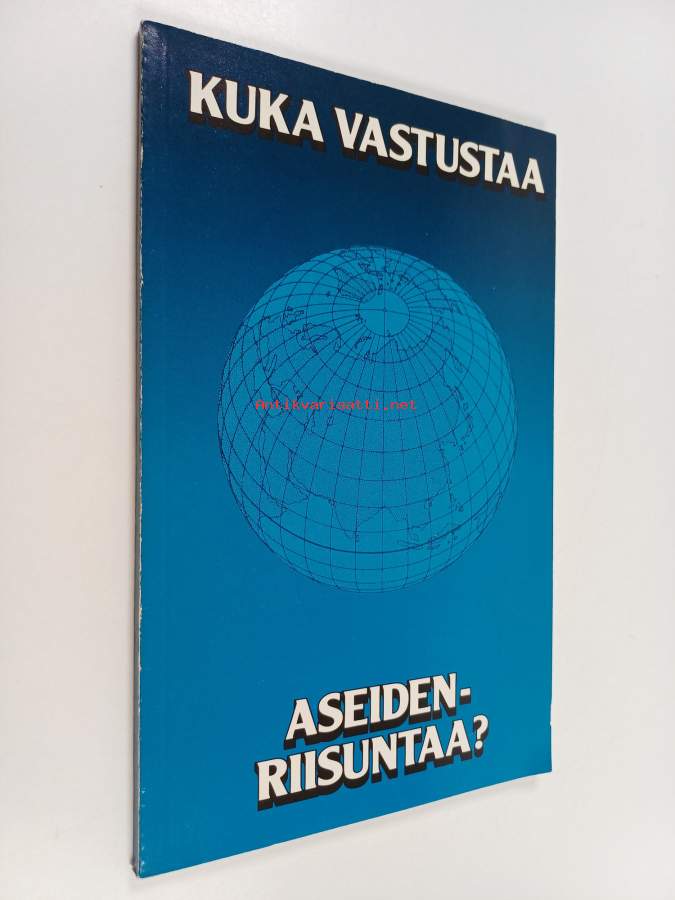 KUKA VASTUSTAA
Antikvariaatti.net
ASEIDEN-
RIISUNTAA?